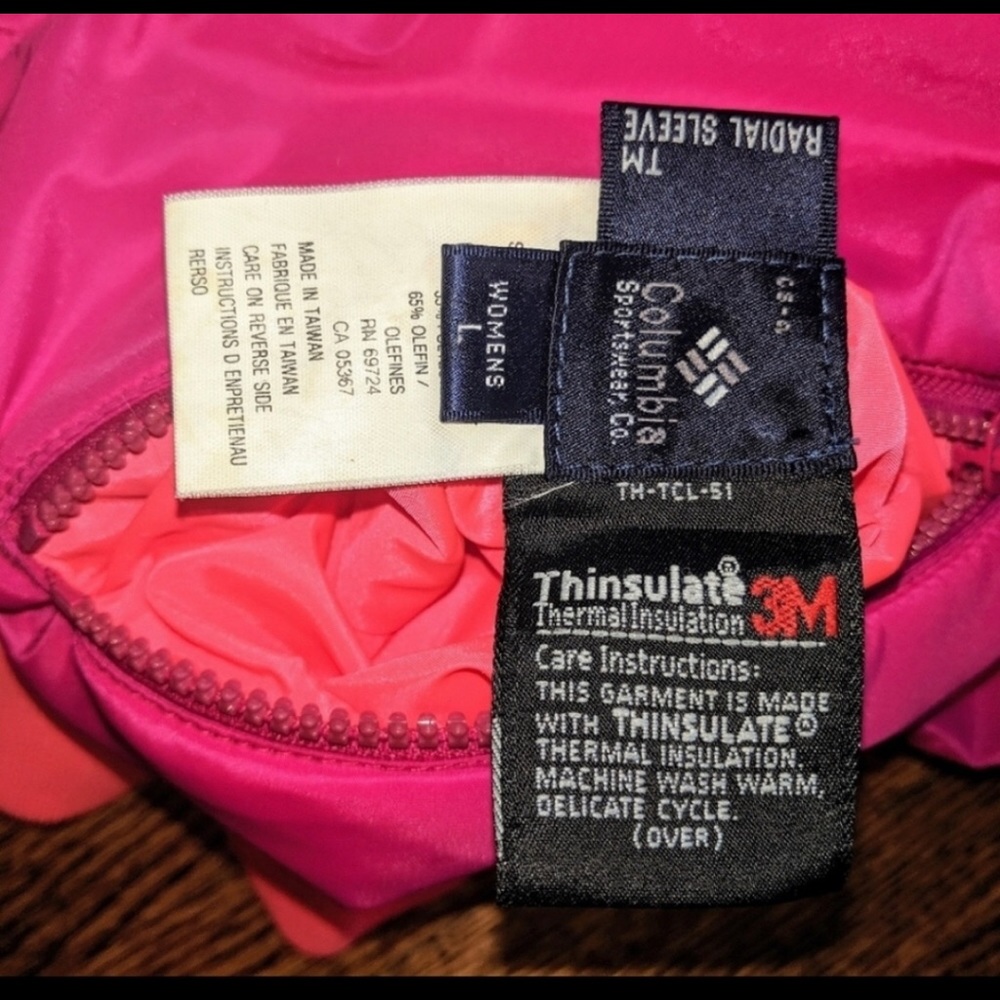 RADIAL SLEEVE
TM
Columbia
Sportswear Co.
WOMENS
L
65% OLEFIN /
OLEFINES
RN 69724
CA 05367
MADE IN TAIWAN
FABRIQUE EN TAIWAN
CARE ON REVERSE SIDE
INSTRUCTIONS D ENPRETIENAU
RERSO
TH-TCL-51
Thinsulate® 3M
Thermal Insulation
Care Instructions:
THIS GARMENT IS MADE
WITH THINSULATE®
THERMAL INSULATION.
MACHINE WASH WARM,
DELICATE CYCLE.
(OVER)